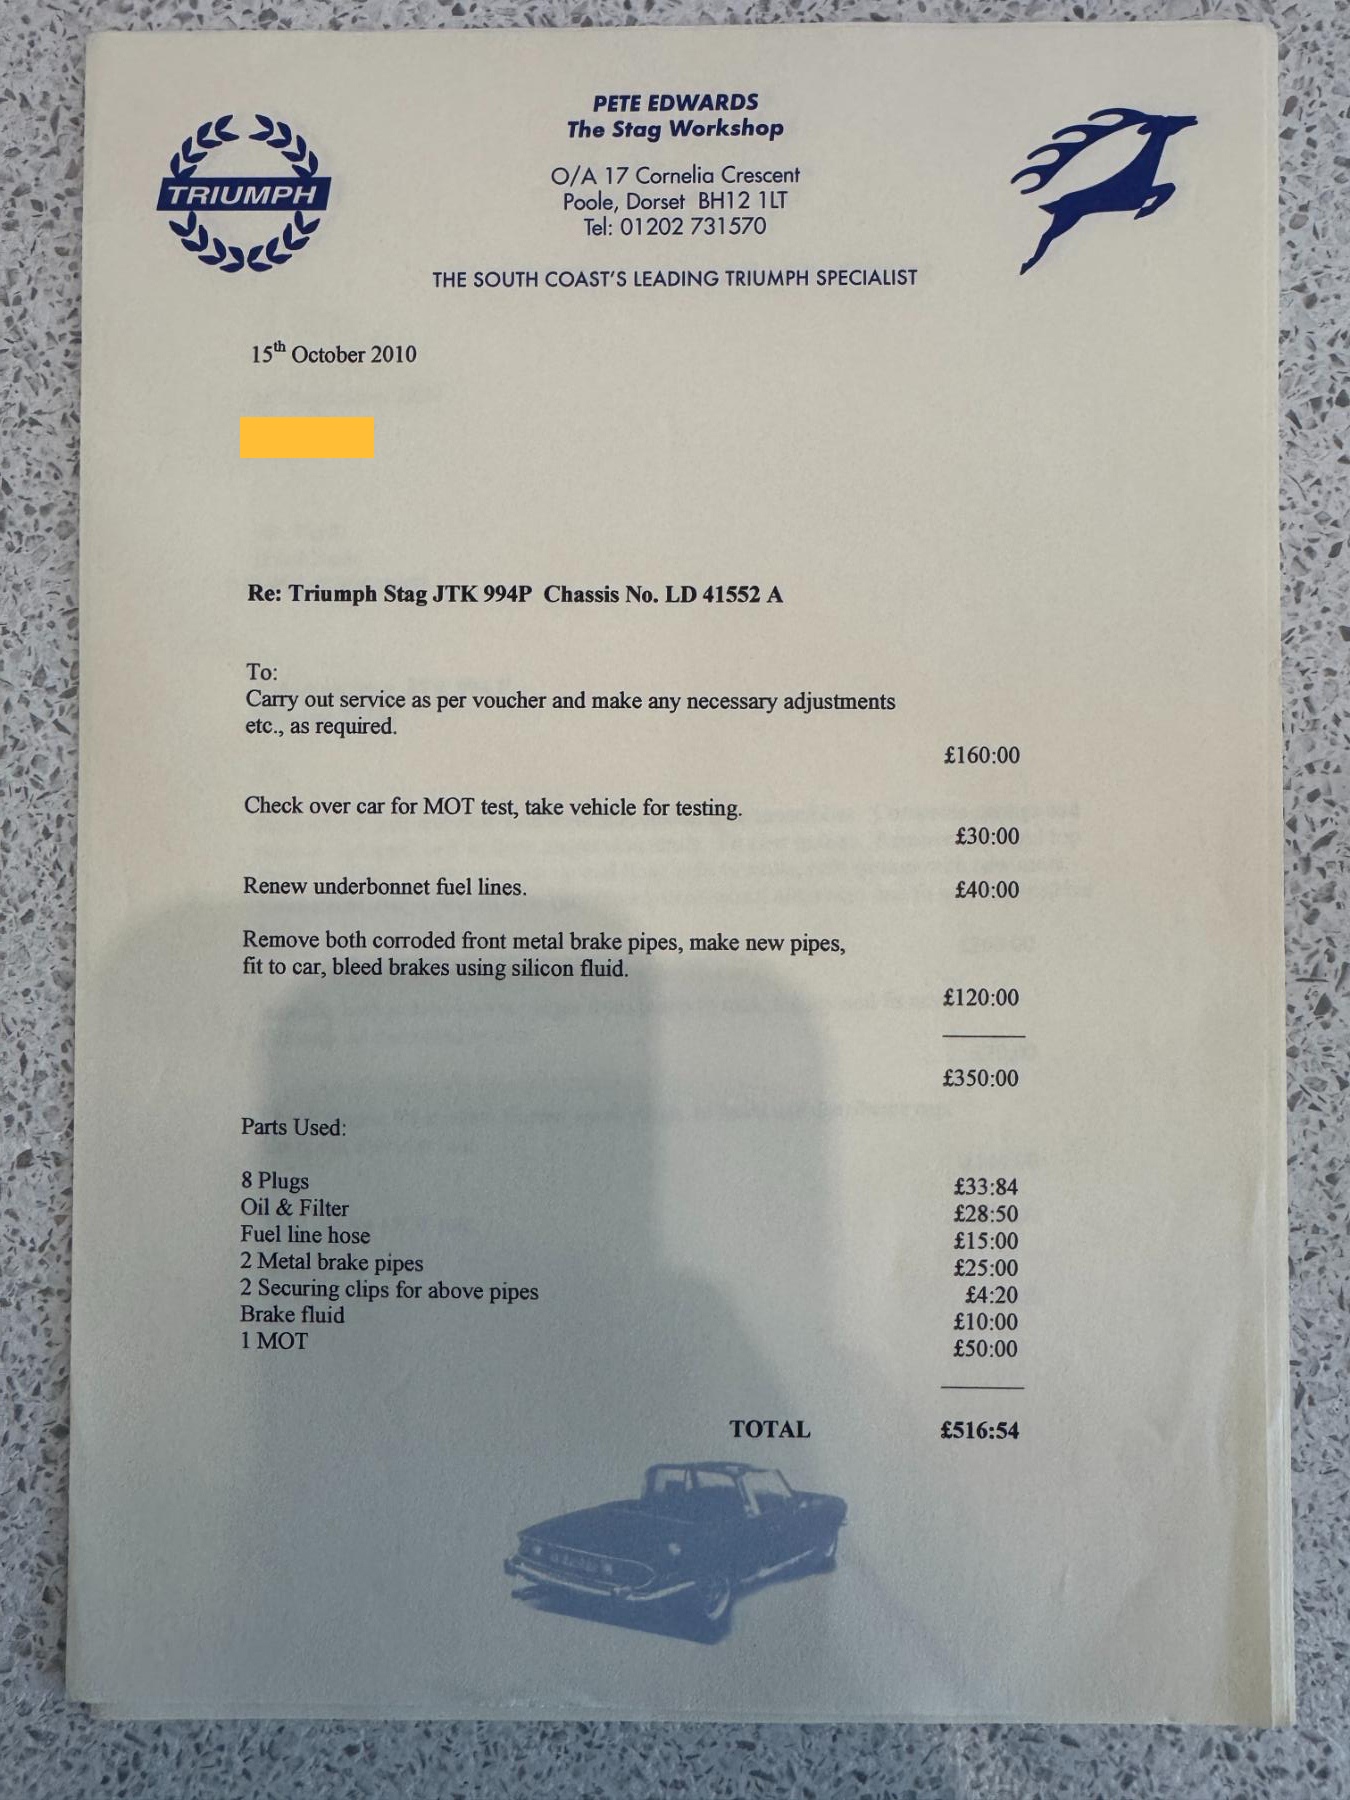 TRIUMPH
PETE EDWARDS
The Stag Workshop
O/A 17 Cornelia Crescent
Poole, Dorset BH12 1LT
Tel: 01202 731570
THE SOUTH COAST'S LEADING TRIUMPH SPECIALIST
15th October 2010
Re: Triumph Stag JTK 994P Chassis No. LD 41552 A
To:
Carry out service as per voucher and make any necessary adjustments
etc., as required.
£160:00
Check over car for MOT test, take vehicle for testing.
£30:00
Renew underbonnet fuel lines. £40:00
Remove both corroded front metal brake pipes, make new pipes,
fit to car, bleed brakes using silicon fluid.
£120:00
£350:00
Parts Used:
8 Plugs £33:84
Oil & Filter £28:50
Fuel line hose £15:00
2 Metal brake pipes £25:00
2 Securing clips for above pipes £4:20
Brake fluid £10:00
1 MOT £50:00
TOTAL £516:54